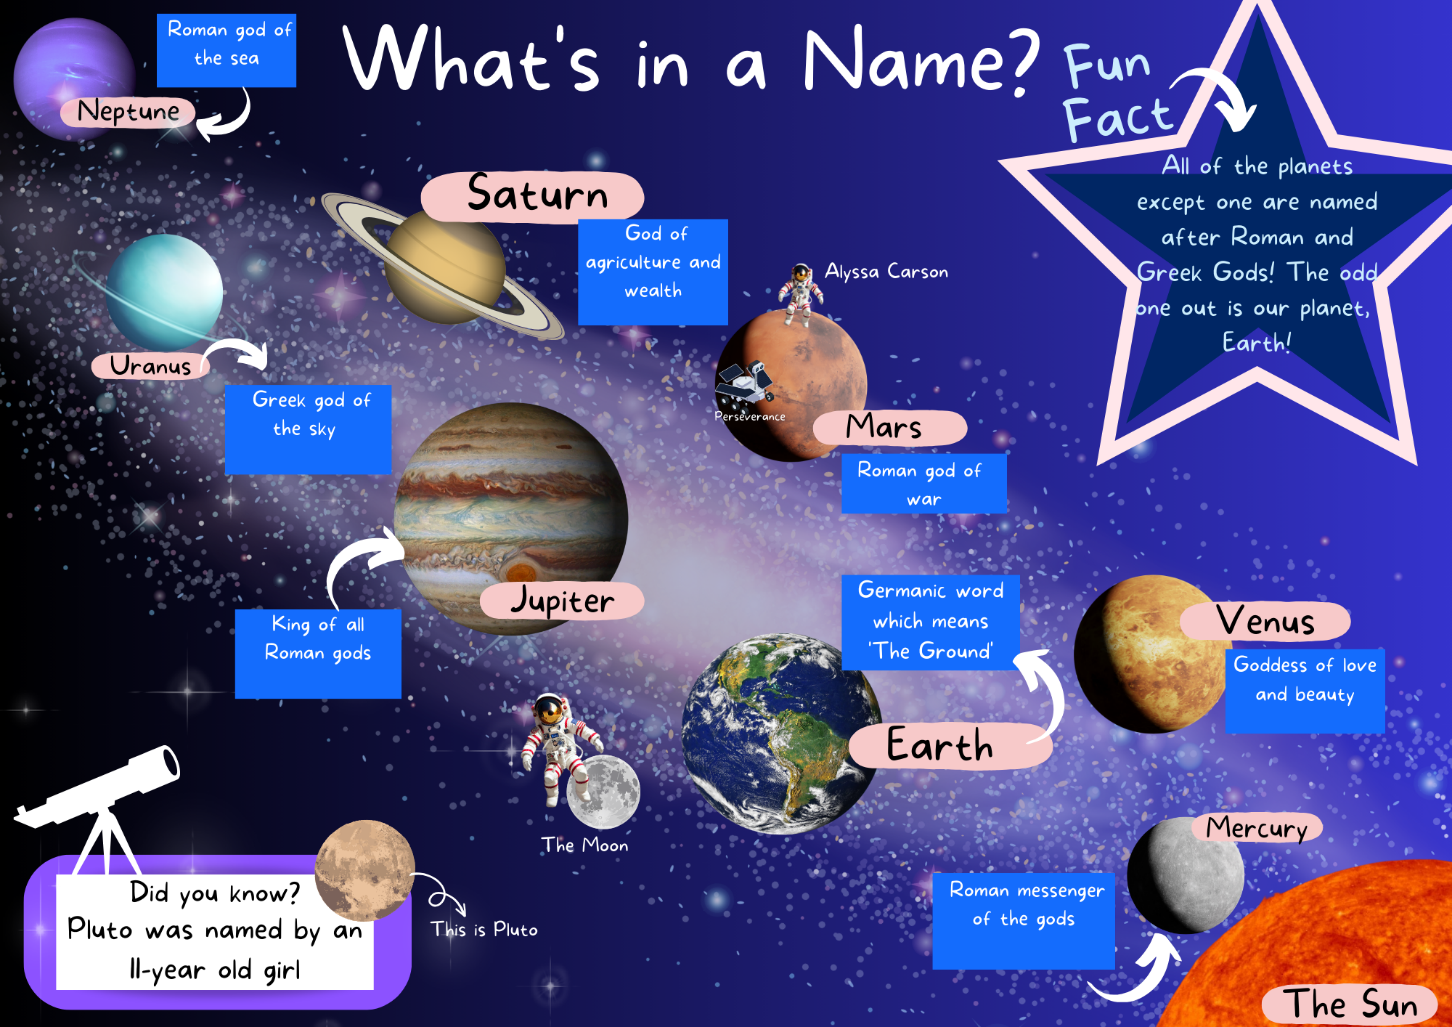 What's in a Name?
Roman god of
the sea
Neptune
Fun
Fact
All of the planets
except one are named
after Roman and
Greek Gods! The odd
one out is our planet,
Earth!
Saturn
God of
agriculture and
wealth
Alyssa Carson
Uranus
Greek god of
the sky
Perseverance
Mars
Roman god of
war
Jupiter
King of all
Roman gods
Germanic word
which means
'The Ground'
Earth
Venus
Goddess of love
and beauty
The Moon
Mercury
Roman messenger
of the gods
Did you know?
Pluto was named by an
11-year old girl
This is Pluto
The Sun